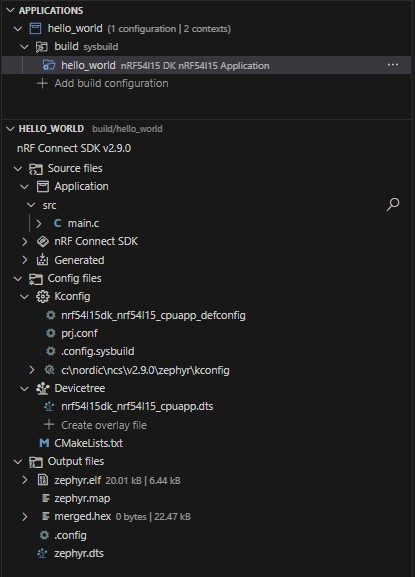 APPLICATIONS
hello_world (1 configuration | 2 contexts)
build sysbuild
hello_world nRF54l15 DK nRF54l15 Application ...
Add build configuration
HELLO_WORLD build/hello_world
nRF Connect SDK v2.9.0
Source files
Application
src
main.c
nRF Connect SDK
Generated
Config files
Kconfig
nrf54l15dk_nrf54l15_cpuapp_defconfig
prj.conf
.config.sysbuild
c:\nordic\ncs\v2.9.0\zephyr\kconfig
Devicetree
nrf54l15dk_nrf54l15_cpuapp.dts
Create overlay file
CMakeLists.txt
Output files
zephyr.elf 20.01 kB | 6.44 kB
zephyr.map
merged.hex 0 bytes | 22.47 kB
.config
zephyr.dts